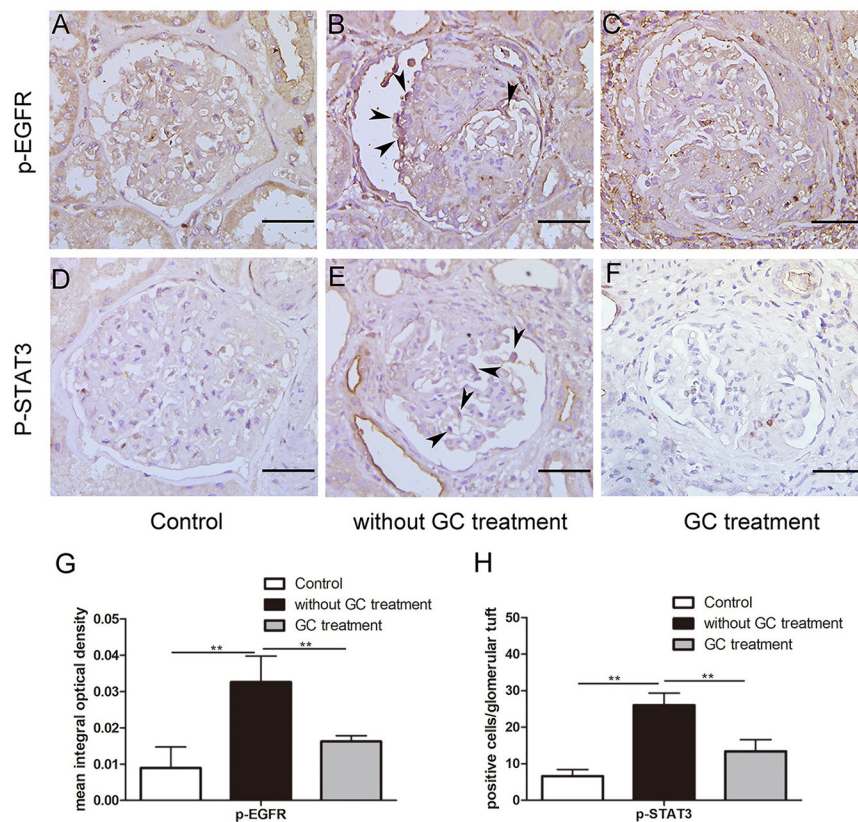 A
B
C
p-EGFR
D
E
F
P-STAT3
Control
without GC treatment
GC treatment
G
Control
without GC treatment
GC treatment
mean integral optical density
0.05
0.04
0.03
0.02
0.01
0.00
**
**
p-EGFR
H
Control
without GC treatment
GC treatment
positive cells/glomerular tuft
50
40
30
20
10
0
**
**
p-STAT3